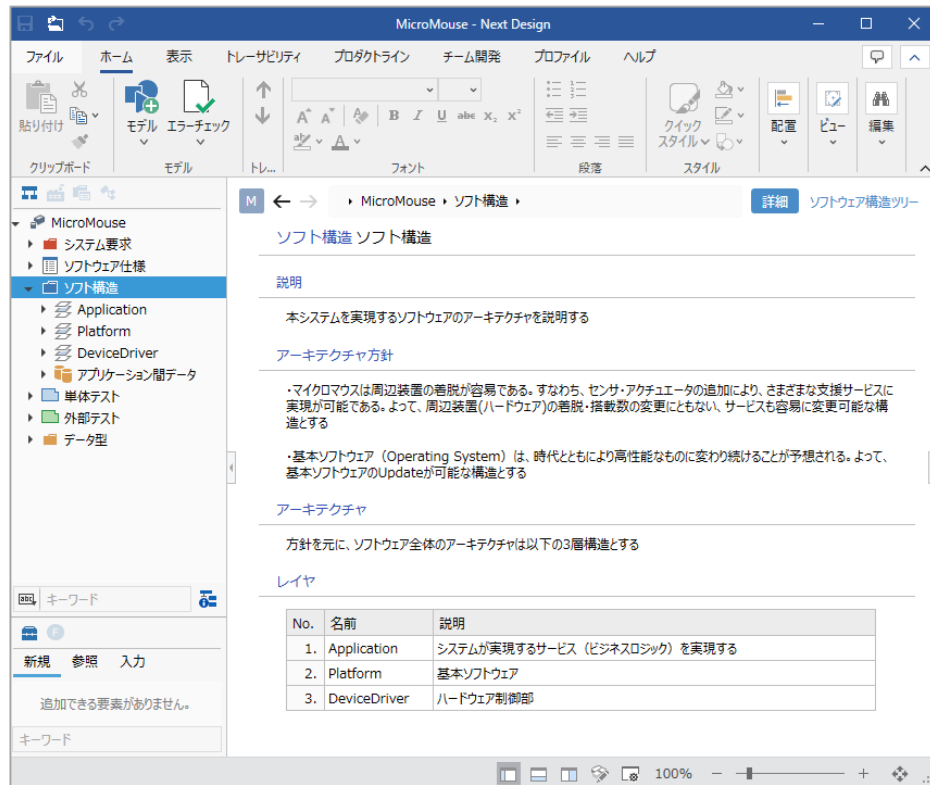 MicroMouse - Next Design
ファイル ホーム 表示 トレーサビリティ プロダクトライン チーム開発 プロファイル ヘルプ
貼り付け モデル エラーチェック クイック スタイル 配置 ビュー 編集
A A B I U abc X₂ X²
クリップボード モデル トレ... フォント 段落 スタイル
MicroMouse
システム要求
ソフトウェア仕様
ソフト構造
Application
Platform
DeviceDriver
アプリケーション間データ
単体テスト
外部テスト
データ型
キーワード
新規 参照 入力
追加できる要素がありません。
キーワード
M MicroMouse ソフト構造 詳細 ソフトウェア構造ツリー
ソフト構造 ソフト構造
説明
本システムを実現するソフトウェアのアーキテクチャを説明する
アーキテクチャ方針
・マイクロマウスは周辺装置の着脱が容易である。すなわち、センサ・アクチュエータの追加により、さまざまな支援サービスに
実現が可能である。よって、周辺装置(ハードウェア)の着脱・搭載数の変更にともない、サービスも容易に変更可能な構
造とする
・基本ソフトウェア（Operating System）は、時代とともにより高性能なものに変わり続けることが予想される。よって、
基本ソフトウェアのUpdateが可能な構造とする
アーキテクチャ
方針を元に、ソフトウェア全体のアーキテクチャは以下の3層構造とする
レイヤ
No. 名前 説明
1. Application システムが実現するサービス（ビジネスロジック）を実現する
2. Platform 基本ソフトウェア
3. DeviceDriver ハードウェア制御部
100%